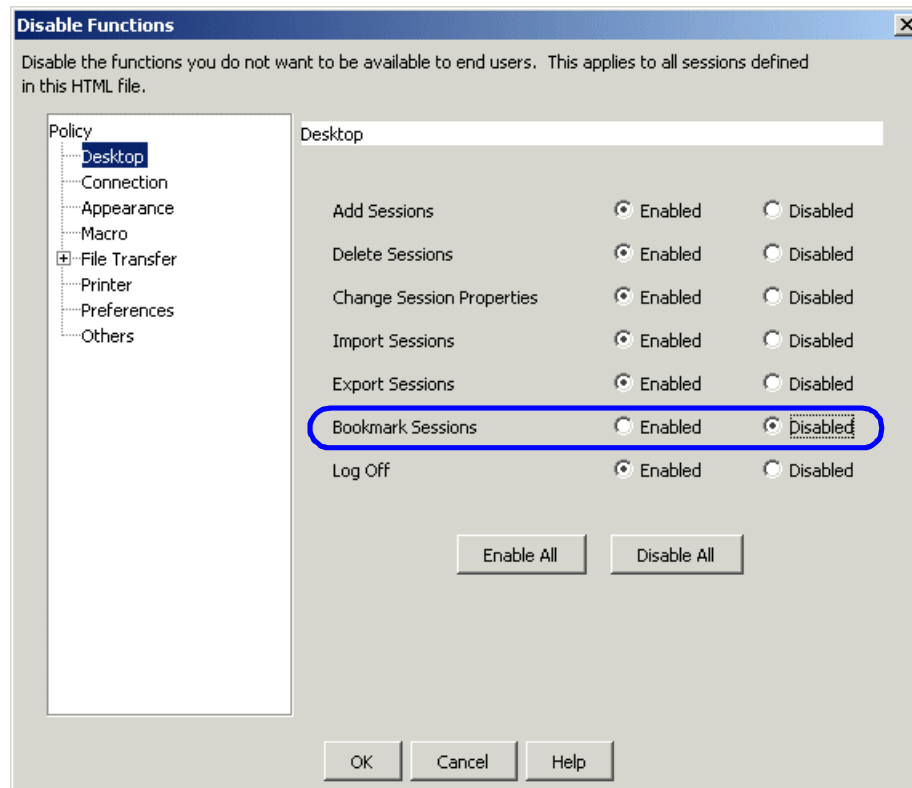 Disable Functions
Disable the functions you do not want to be available to end users. This applies to all sessions defined
in this HTML file.
Policy
Desktop
Connection
Appearance
Macro
File Transfer
Printer
Preferences
Others
Desktop
Add Sessions Enabled Disabled
Delete Sessions Enabled Disabled
Change Session Properties Enabled Disabled
Import Sessions Enabled Disabled
Export Sessions Enabled Disabled
Bookmark Sessions Enabled Disabled
Log Off Enabled Disabled
Enable All Disable All
OK Cancel Help